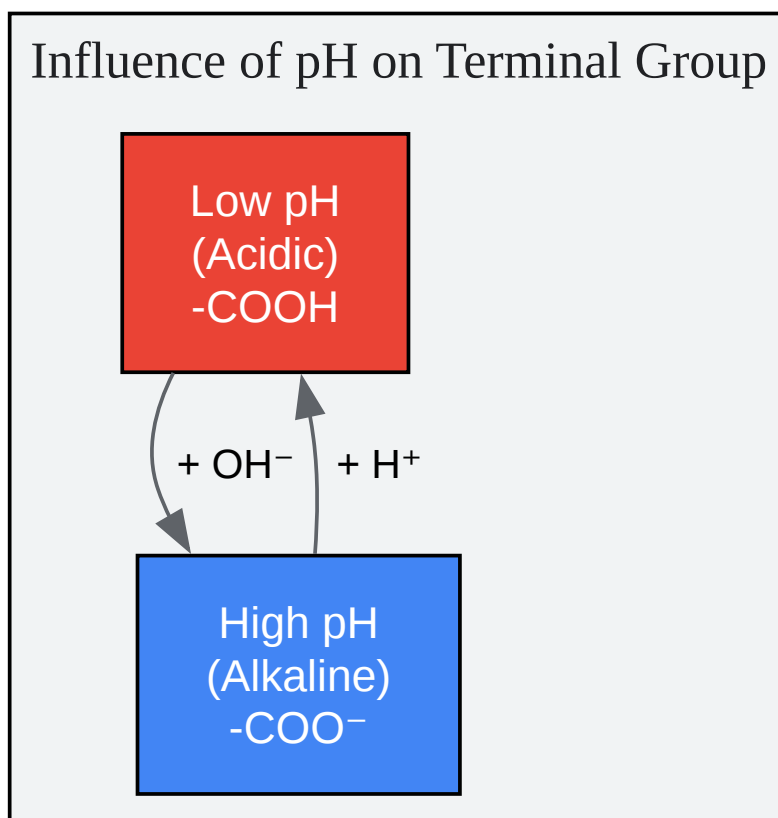 Influence of pH on Terminal Group
Low pH
(Acidic)
-COOH
+ OH⁻
+ H⁺
High pH
(Alkaline)
-COO⁻